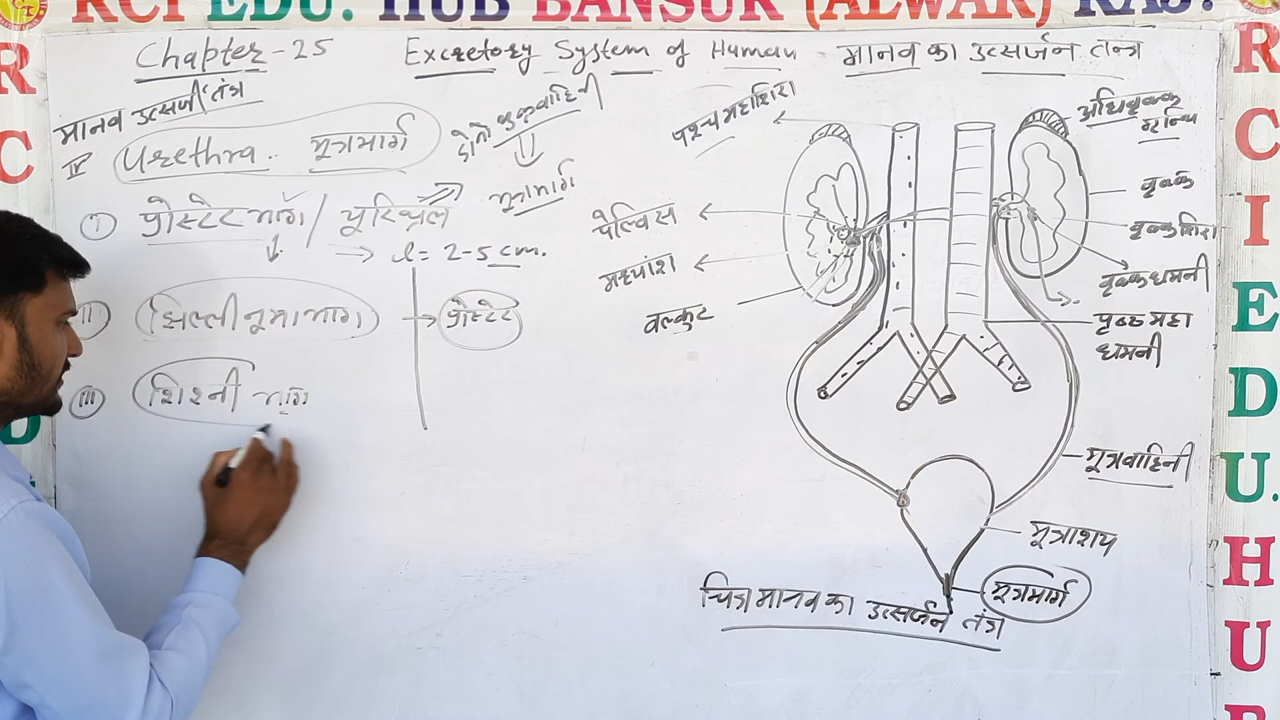 RCI EDU. HUB BANSUR (ALWAR) RAJ.
Chapter-25 Excretory System of Human - मानव का उत्सर्जन तन्त्र
मानव उत्सर्जी तंत्र
IV Urethra. मूत्रमार्ग
दोनो शुक्रवाहिनी
मूत्रमार्ग
I प्रोस्टेट भाग / यूरिथ्रल
→ l = 2-5 cm.
II झिल्लीनूमा भाग → प्रोस्टेट
III शिश्नी भाग
पश्च महाशिरा
पेल्विस
मध्यांश
वल्कुट
अधिवृक्क ग्रन्थि
वृक्क
वृक्क शिरा
वृक्क धमनी
पृष्ठ महा
धमनी
मूत्रवाहिनी
मूत्राशय
मूत्रमार्ग
चित्र मानव का उत्सर्जन तंत्र
R
C
R
C
I
E
D
U.
H
U